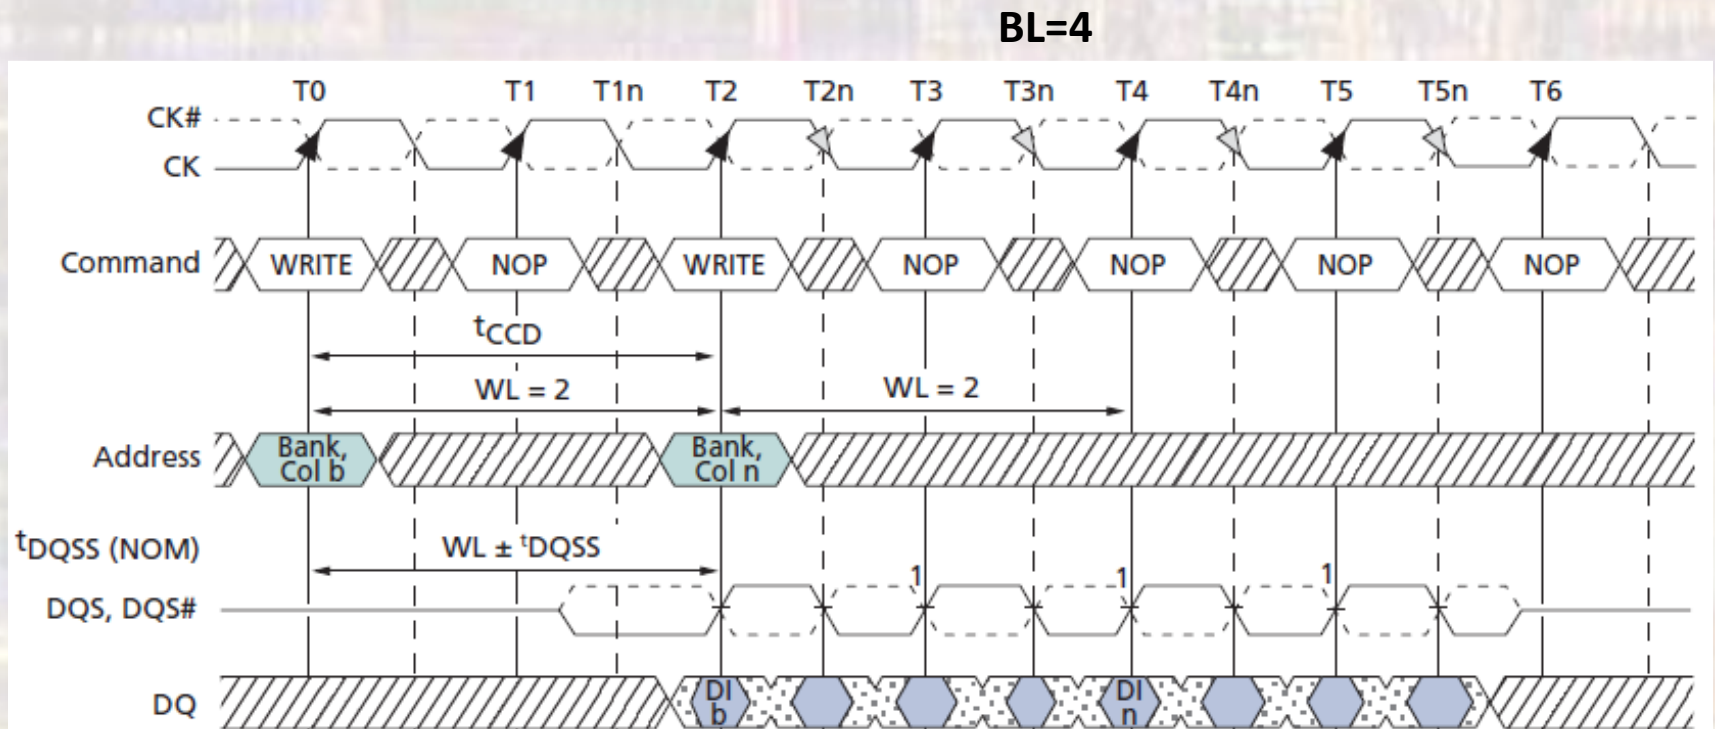 BL=4
T0 T1 T1n T2 T2n T3 T3n T4 T4n T5 T5n T6
CK#
CK
Command WRITE NOP WRITE NOP NOP NOP NOP
tCCD
WL = 2 WL = 2
Address Bank, Col b Bank, Col n
tDQSS (NOM) WL ± tDQSS
1 1 1
DQS, DQS#
DQ DI b DI n